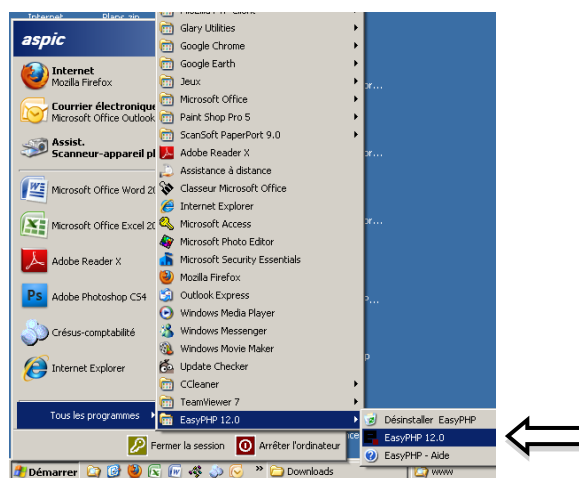 Internet Plans.zip
aspic
Internet
Mozilla Firefox
Courrier électronique
Microsoft Office Outlook
Assist.
Scanneur-appareil pl
Microsoft Office Word 20
Microsoft Office Excel 20
Adobe Reader X
Adobe Photoshop CS4
Crésus-comptabilité
Internet Explorer
Tous les programmes
Glary Utilities
Google Chrome
Google Earth
Jeux
Microsoft Office
Paint Shop Pro 5
ScanSoft PaperPort 9.0
Adobe Reader X
Assistance à distance
Classeur Microsoft Office
Internet Explorer
Microsoft Access
Microsoft Photo Editor
Microsoft Security Essentials
Mozilla Firefox
Outlook Express
Windows Media Player
Windows Messenger
Windows Movie Maker
Update Checker
CCleaner
TeamViewer 7
EasyPHP 12.0
Désinstaller EasyPHP
EasyPHP 12.0
EasyPHP - Aide
Fermer la session Arrêter l'ordinateur
Démarrer Downloads www